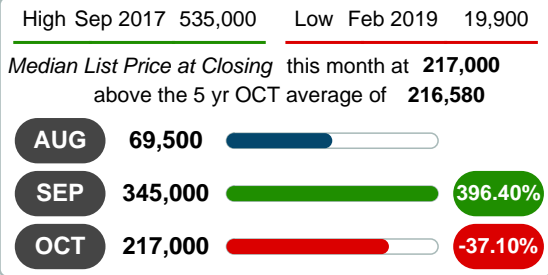 High Sep 2017 535,000 Low Feb 2019 19,900
Median List Price at Closing this month at 217,000
above the 5 yr OCT average of 216,580
AUG 69,500
SEP 345,000 396.40%
OCT 217,000 -37.10%